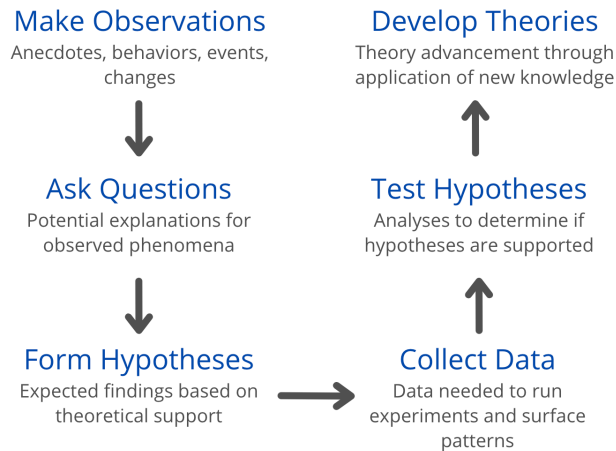 Make Observations
Anecdotes, behaviors, events,
changes
Ask Questions
Potential explanations for
observed phenomena
Form Hypotheses
Expected findings based on
theoretical support
Collect Data
Data needed to run
experiments and surface
patterns
Test Hypotheses
Analyses to determine if
hypotheses are supported
Develop Theories
Theory advancement through
application of new knowledge